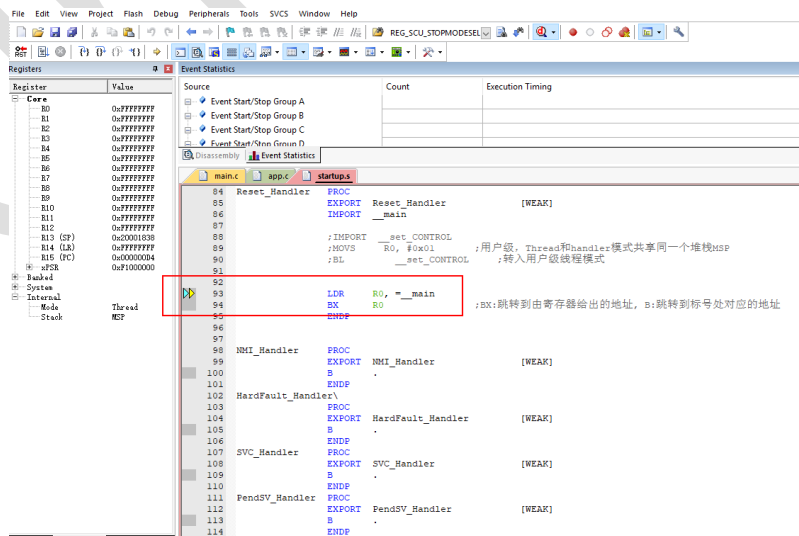 File Edit View Project Flash Debug Peripherals Tools SVCS Window Help
REG_SCU_STOPMODESEL
RST
Registers
Register Value
Core
R0 0xFFFFFFFF
R1 0xFFFFFFFF
R2 0xFFFFFFFF
R3 0xFFFFFFFF
R4 0xFFFFFFFF
R5 0xFFFFFFFF
R6 0xFFFFFFFF
R7 0xFFFFFFFF
R8 0xFFFFFFFF
R9 0xFFFFFFFF
R10 0xFFFFFFFF
R11 0xFFFFFFFF
R12 0xFFFFFFFF
R13 (SP) 0x20001838
R14 (LR) 0xFFFFFFFF
R15 (PC) 0x000000D4
xPSR 0xF1000000
Banked
System
Internal
Mode Thread
Stack MSP
Event Statistics
Source Count Execution Timing
Event Start/Stop Group A
Event Start/Stop Group B
Event Start/Stop Group C
Event Start/Stop Group D
Disassembly Event Statistics
main.c app.c startup.s
84 Reset_Handler PROC
85 EXPORT Reset_Handler [WEAK]
86 IMPORT __main
87
88 ;IMPORT __set_CONTROL
89 ;MOVS R0, #0x01 ;用户级, Thread和handler模式共享同一个堆栈MSP
90 ;BL __set_CONTROL ;转入用户级线程模式
91
92
93 LDR R0, =__main
94 BX R0 ;BX:跳转到由寄存器给出的地址, B:跳转到标号处对应的地址
95 ENDP
96
97
98 NMI_Handler PROC
99 EXPORT NMI_Handler [WEAK]
100 B .
101 ENDP
102 HardFault_Handler\
103 PROC
104 EXPORT HardFault_Handler [WEAK]
105 B .
106 ENDP
107 SVC_Handler PROC
108 EXPORT SVC_Handler [WEAK]
109 B .
110 ENDP
111 PendSV_Handler PROC
112 EXPORT PendSV_Handler [WEAK]
113 B .
114 ENDP